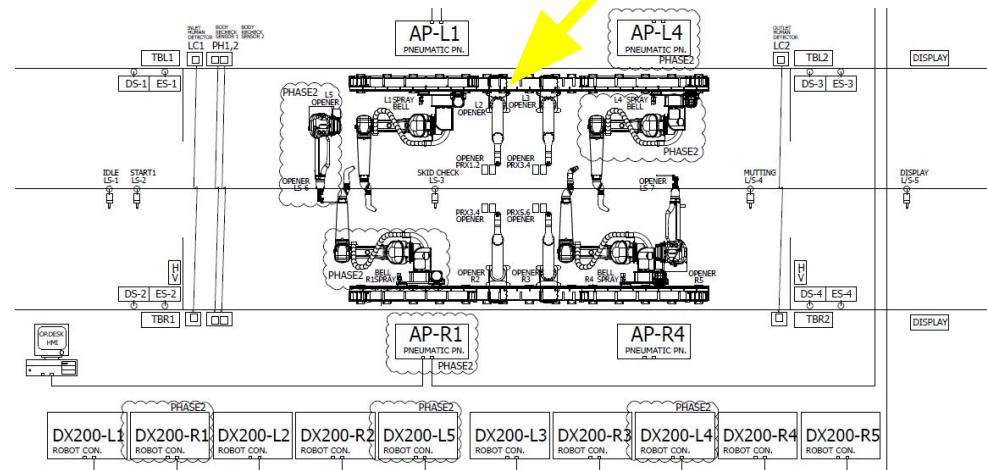 AP-L1
PNEUMATIC PN.
AP-L4
PNEUMATIC PN.
PHASE2
INLET
HUMAN
DETECTOR
LC1
BODY
RECHECK
SENSOR 1
BODY
RECHECK
SENSOR 2
PH1,2
OUTLET
HUMAN
DETECTOR
LC2
TBL1
TBL2
DISPLAY
DS-1
ES-1
DS-3
ES-3
PHASE2
L5
OPENER
L1SPRAY
BELL
L2
OPENER
L3
OPENER
L4 SPRAY
BELL
PHASE2
OPENER
PRX1.2
OPENER
PRX3.4
IDLE
LS-1
START1
LS-2
OPENER
LS-6
SKID CHECK
LS-3
OPENER
LS-7
MUTTING
L/S-4
DISPLAY
L/S-5
PRX3.4
OPENER
PRX5.6
OPENER
PHASE2
BELL
R1SPRAY
OPENER
R2
OPENER
R3
BELL
R4 SPRAY
OPENER
R5
H
V
H
V
DS-2
ES-2
DS-4
ES-4
TBR1
TBR2
DISPLAY
OP.DESK
HMI
AP-R1
PNEUMATIC PN.
PHASE2
AP-R4
PNEUMATIC PN.
PHASE2
PHASE2
PHASE2
DX200-L1
ROBOT CON.
DX200-R1
ROBOT CON.
DX200-L2
ROBOT CON.
DX200-R2
ROBOT CON.
DX200-L5
ROBOT CON.
DX200-L3
ROBOT CON.
DX200-R3
ROBOT CON.
DX200-L4
ROBOT CON.
DX200-R4
ROBOT CON.
DX200-R5
ROBOT CON.